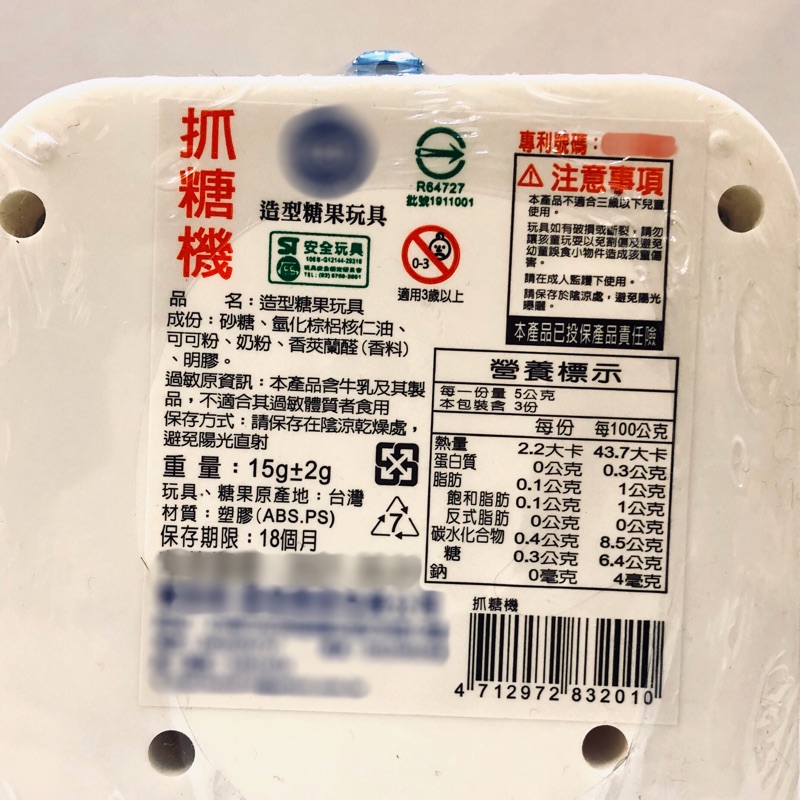 抓糖機
造型糖果玩具
R64727
批號1911001
ST 安全玩具
0-3
適用3歲以上
專利號碼：
⚠ 注意事項
本產品不適合三歲以下兒童
使用。
玩具如有破損或斷裂，請勿
讓孩童玩耍以免割傷及避免
幼童誤食小物件造成孩童傷
害。
請在成人監護下使用。
請保存於陰涼處，避免陽光
曝曬。
本產品已投保產品責任險
品 名：造型糖果玩具
成份：砂糖、氫化棕梠核仁油、
可可粉、奶粉、香莢蘭醛(香料)
、明膠。
過敏原資訊：本產品含牛乳及其製
品，不適合其過敏體質者食用
保存方式：請保存在陰涼乾燥處，
避免陽光直射
重量：15g±2g
玩具、糖果原產地：台灣
材質：塑膠(ABS.PS)
保存期限：18個月
7
營養標示
每一份量 5公克
本包裝含 3份
每份 每100公克
熱量 2.2大卡 43.7大卡
蛋白質 0公克 0.3公克
脂肪 0.1公克 1公克
飽和脂肪 0.1公克 1公克
反式脂肪 0公克 0公克
碳水化合物 0.4公克 8.5公克
糖 0.3公克 6.4公克
鈉 0毫克 4毫克
抓糖機
4 712972 832010